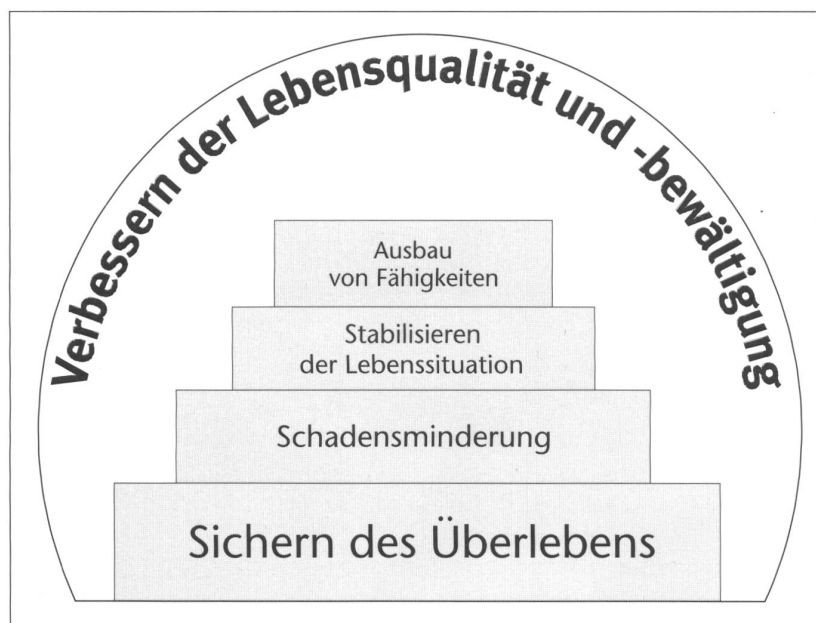 Verbessern der Lebensqualität und -bewältigung
Ausbau
von Fähigkeiten
Stabilisieren
der Lebenssituation
Schadensminderung
Sichern des Überlebens